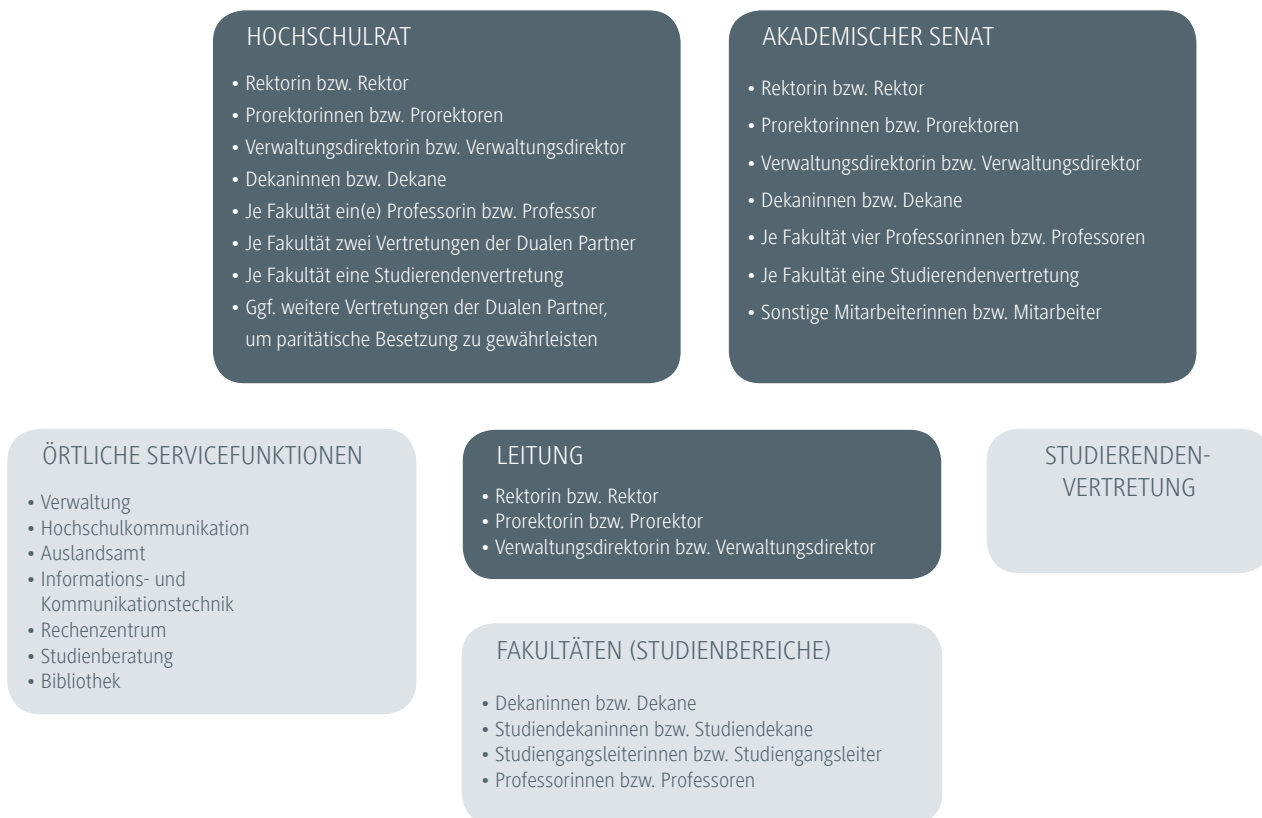 HOCHSCHULRAT
• Rektorin bzw. Rektor
• Prorektorinnen bzw. Prorektoren
• Verwaltungsdirektorin bzw. Verwaltungsdirektor
• Dekaninnen bzw. Dekane
• Je Fakultät ein(e) Professorin bzw. Professor
• Je Fakultät zwei Vertretungen der Dualen Partner
• Je Fakultät eine Studierendenvertretung
• Ggf. weitere Vertretungen der Dualen Partner,
um paritätische Besetzung zu gewährleisten
AKADEMISCHER SENAT
• Rektorin bzw. Rektor
• Prorektorinnen bzw. Prorektoren
• Verwaltungsdirektorin bzw. Verwaltungsdirektor
• Dekaninnen bzw. Dekane
• Je Fakultät vier Professorinnen bzw. Professoren
• Je Fakultät eine Studierendenvertretung
• Sonstige Mitarbeiterinnen bzw. Mitarbeiter
ÖRTLICHE SERVICEFUNKTIONEN
• Verwaltung
• Hochschulkommunikation
• Auslandsamt
• Informations- und
Kommunikationstechnik
• Rechenzentrum
• Studienberatung
• Bibliothek
LEITUNG
• Rektorin bzw. Rektor
• Prorektorin bzw. Prorektor
• Verwaltungsdirektorin bzw. Verwaltungsdirektor
STUDIERENDEN-
VERTRETUNG
FAKULTÄTEN (STUDIENBEREICHE)
• Dekaninnen bzw. Dekane
• Studiendekaninnen bzw. Studiendekane
• Studiengangsleiterinnen bzw. Studiengangsleiter
• Professorinnen bzw. Professoren